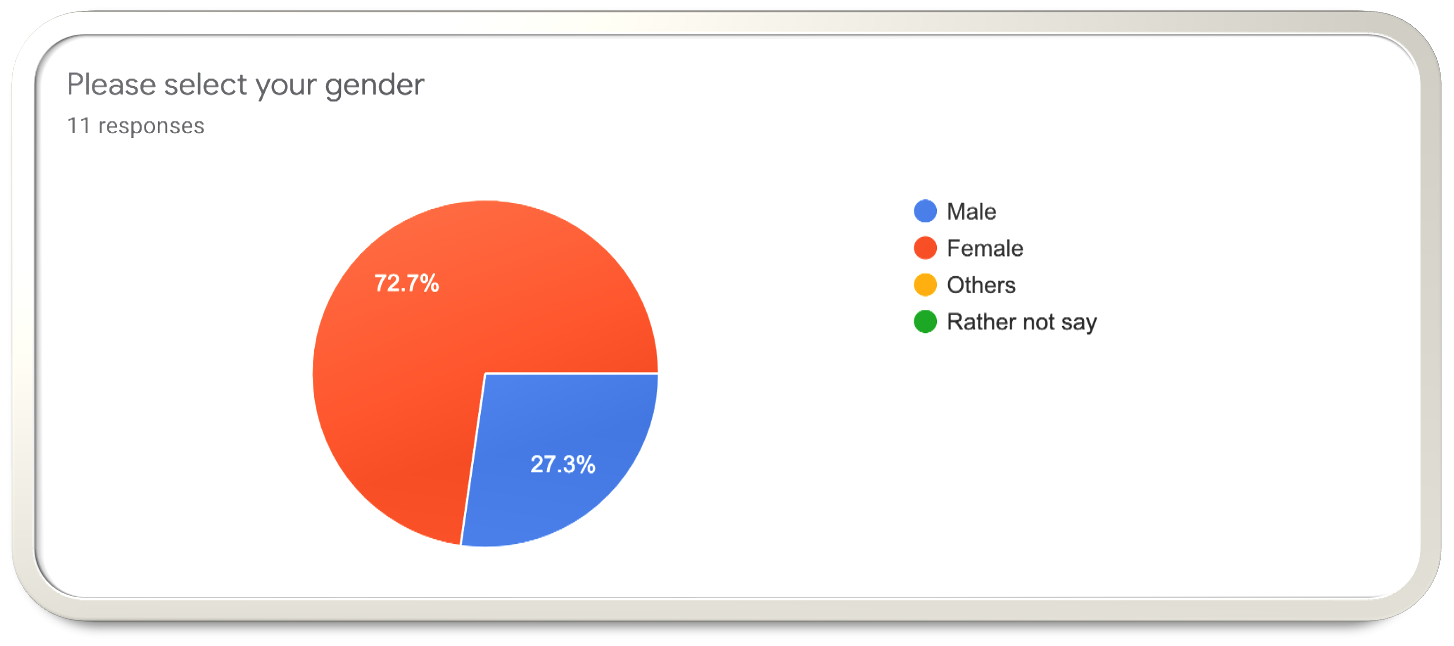 Please select your gender
11 responses
72.7%
27.3%
Male
Female
Others
Rather not say